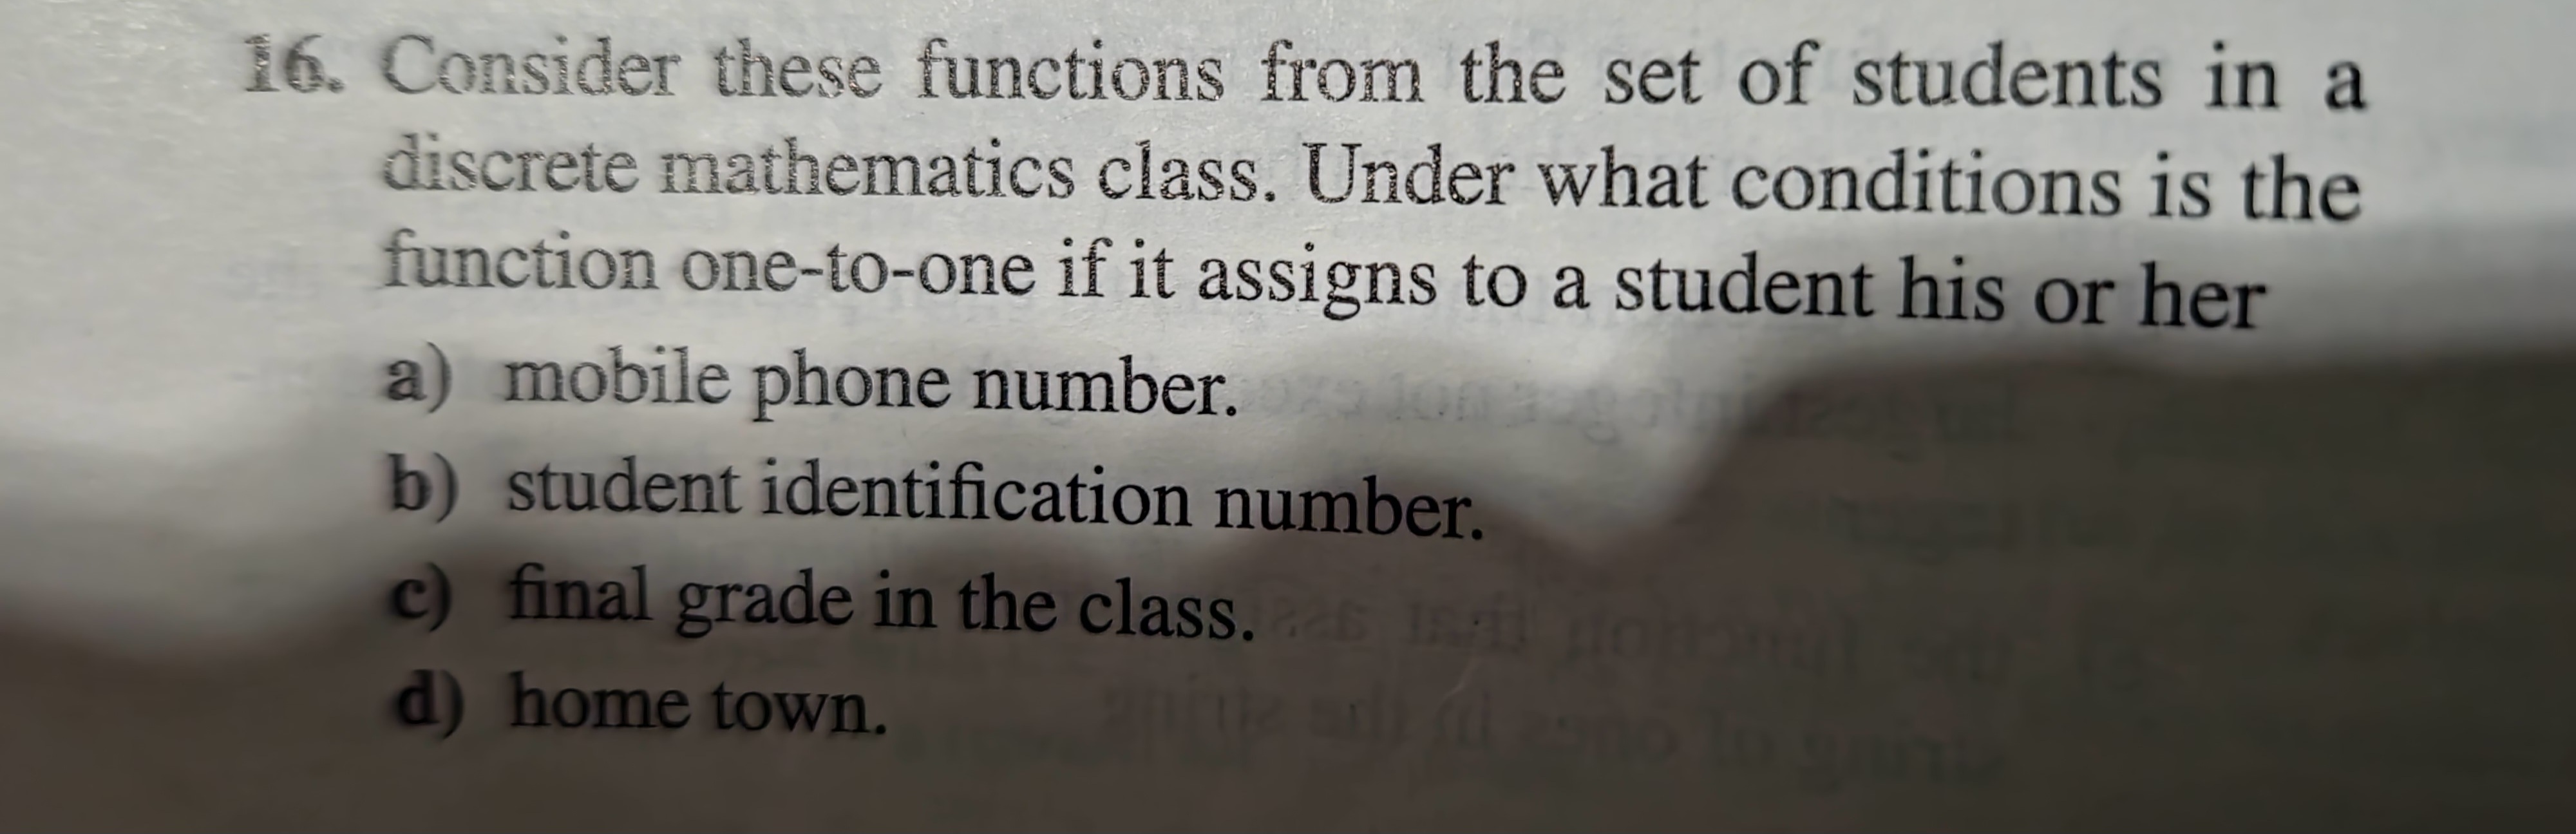 16. Consider these functions from the set of students in a
discrete mathematics class. Under what conditions is the
function one-to-one if it assigns to a student his or her
a) mobile phone number.
b) student identification number.
c) final grade in the class.
d) home town.